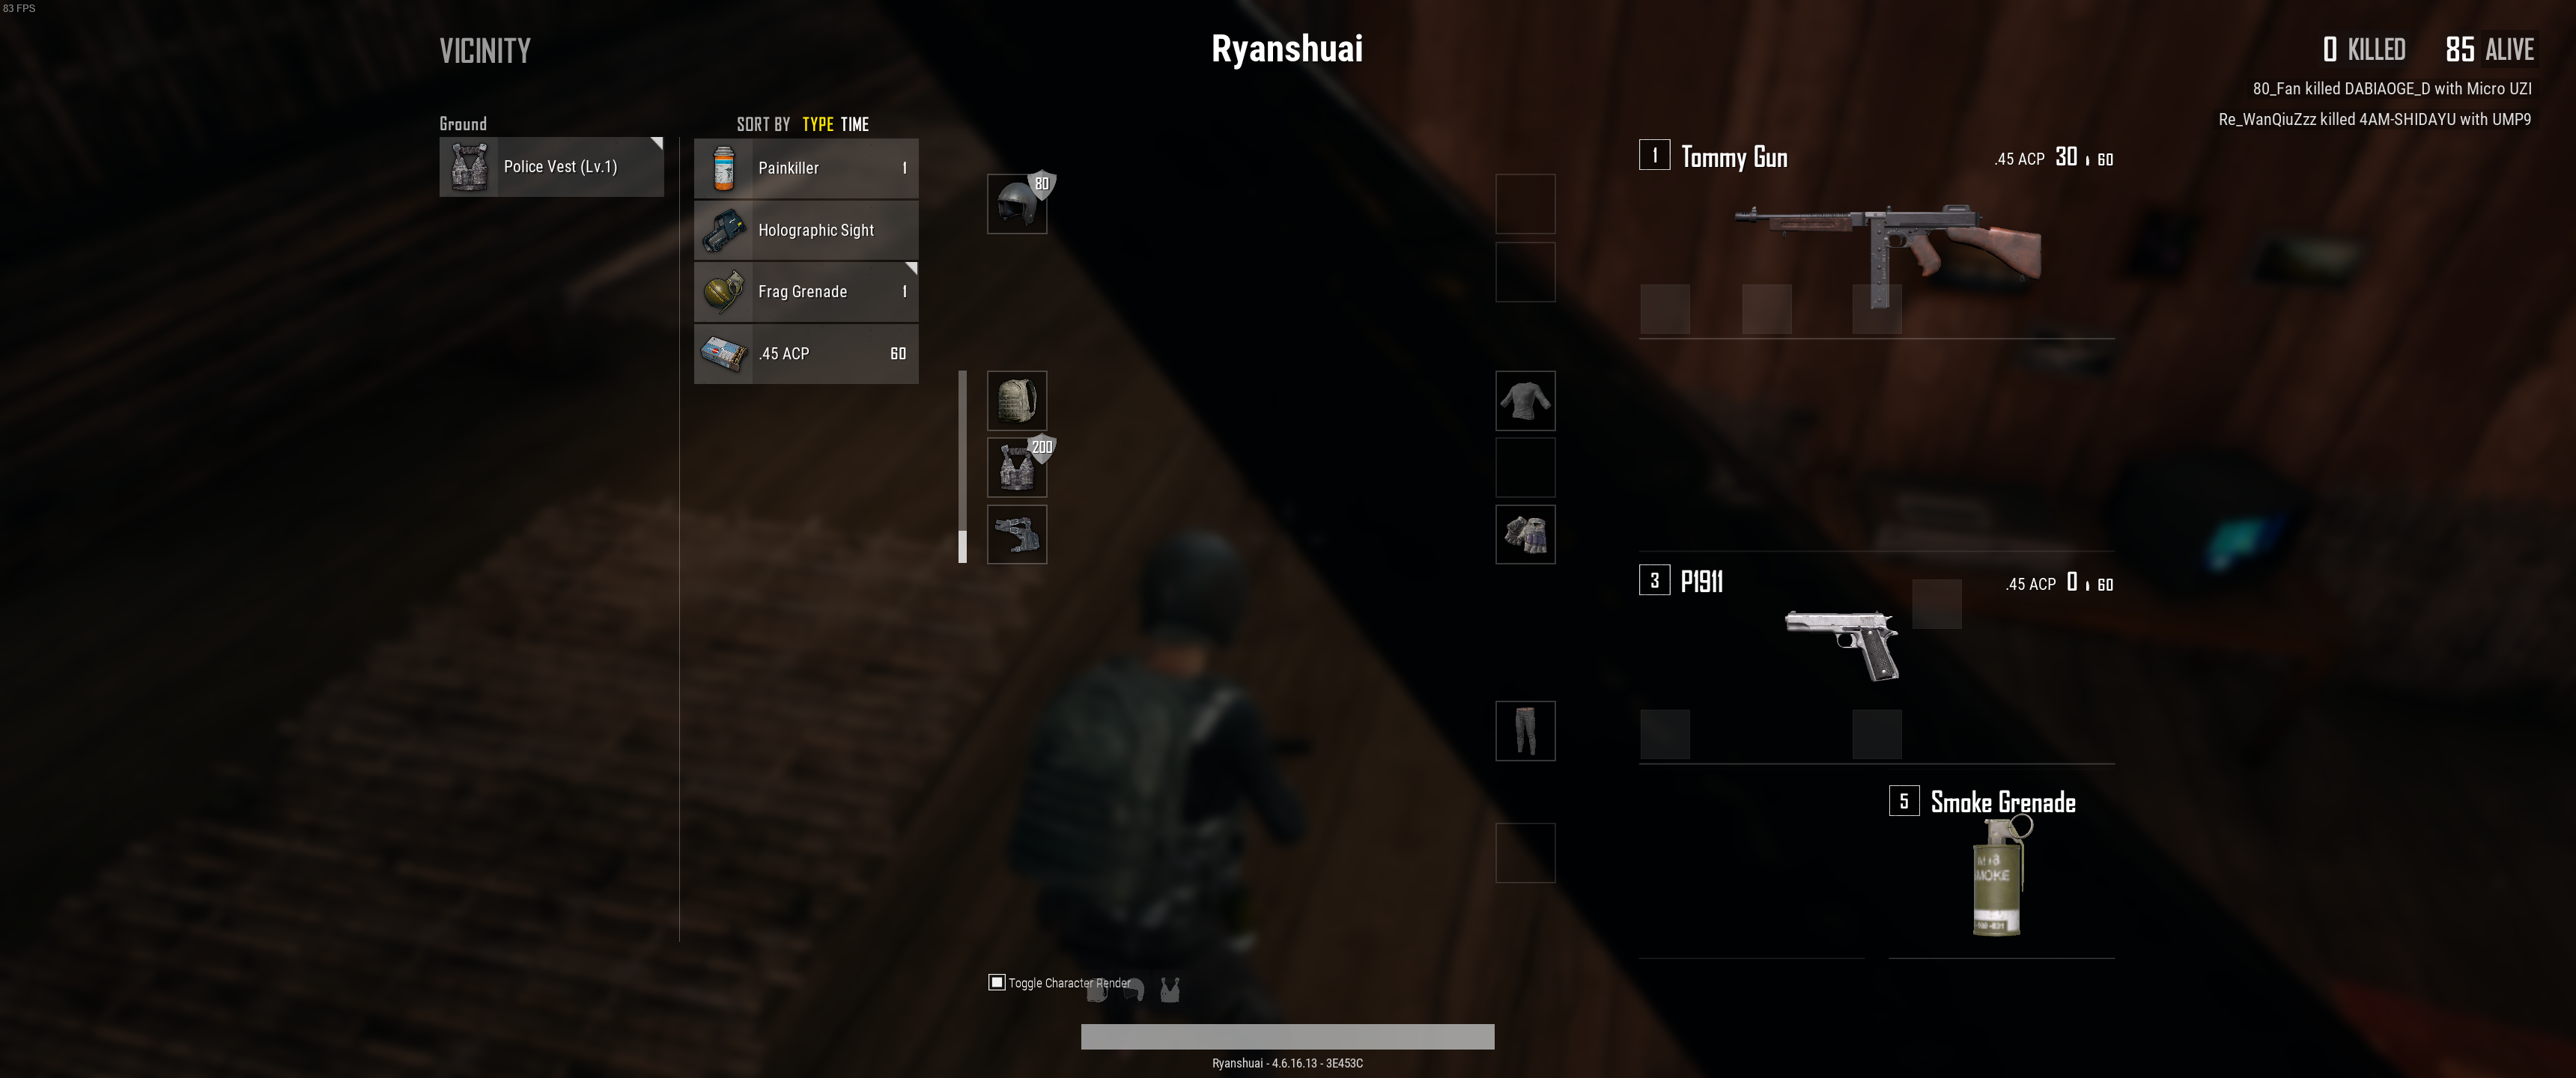 83 FPS
VICINITY
Ryanshuai
0 KILLED 85 ALIVE
80_Fan killed DABIAOGE_D with Micro UZI
Re_WanQiuZzz killed 4AM-SHIDAYU with UMP9
Ground
SORT BY TYPE TIME
Police Vest (Lv.1)
Painkiller 1
Holographic Sight
Frag Grenade 1
.45 ACP 60
80
200
1 Tommy Gun .45 ACP 30 60
3 P1911 .45 ACP 0 60
5 Smoke Grenade
SMOKE
Toggle Character Render
Ryanshuai - 4.6.16.13 - 3E453C